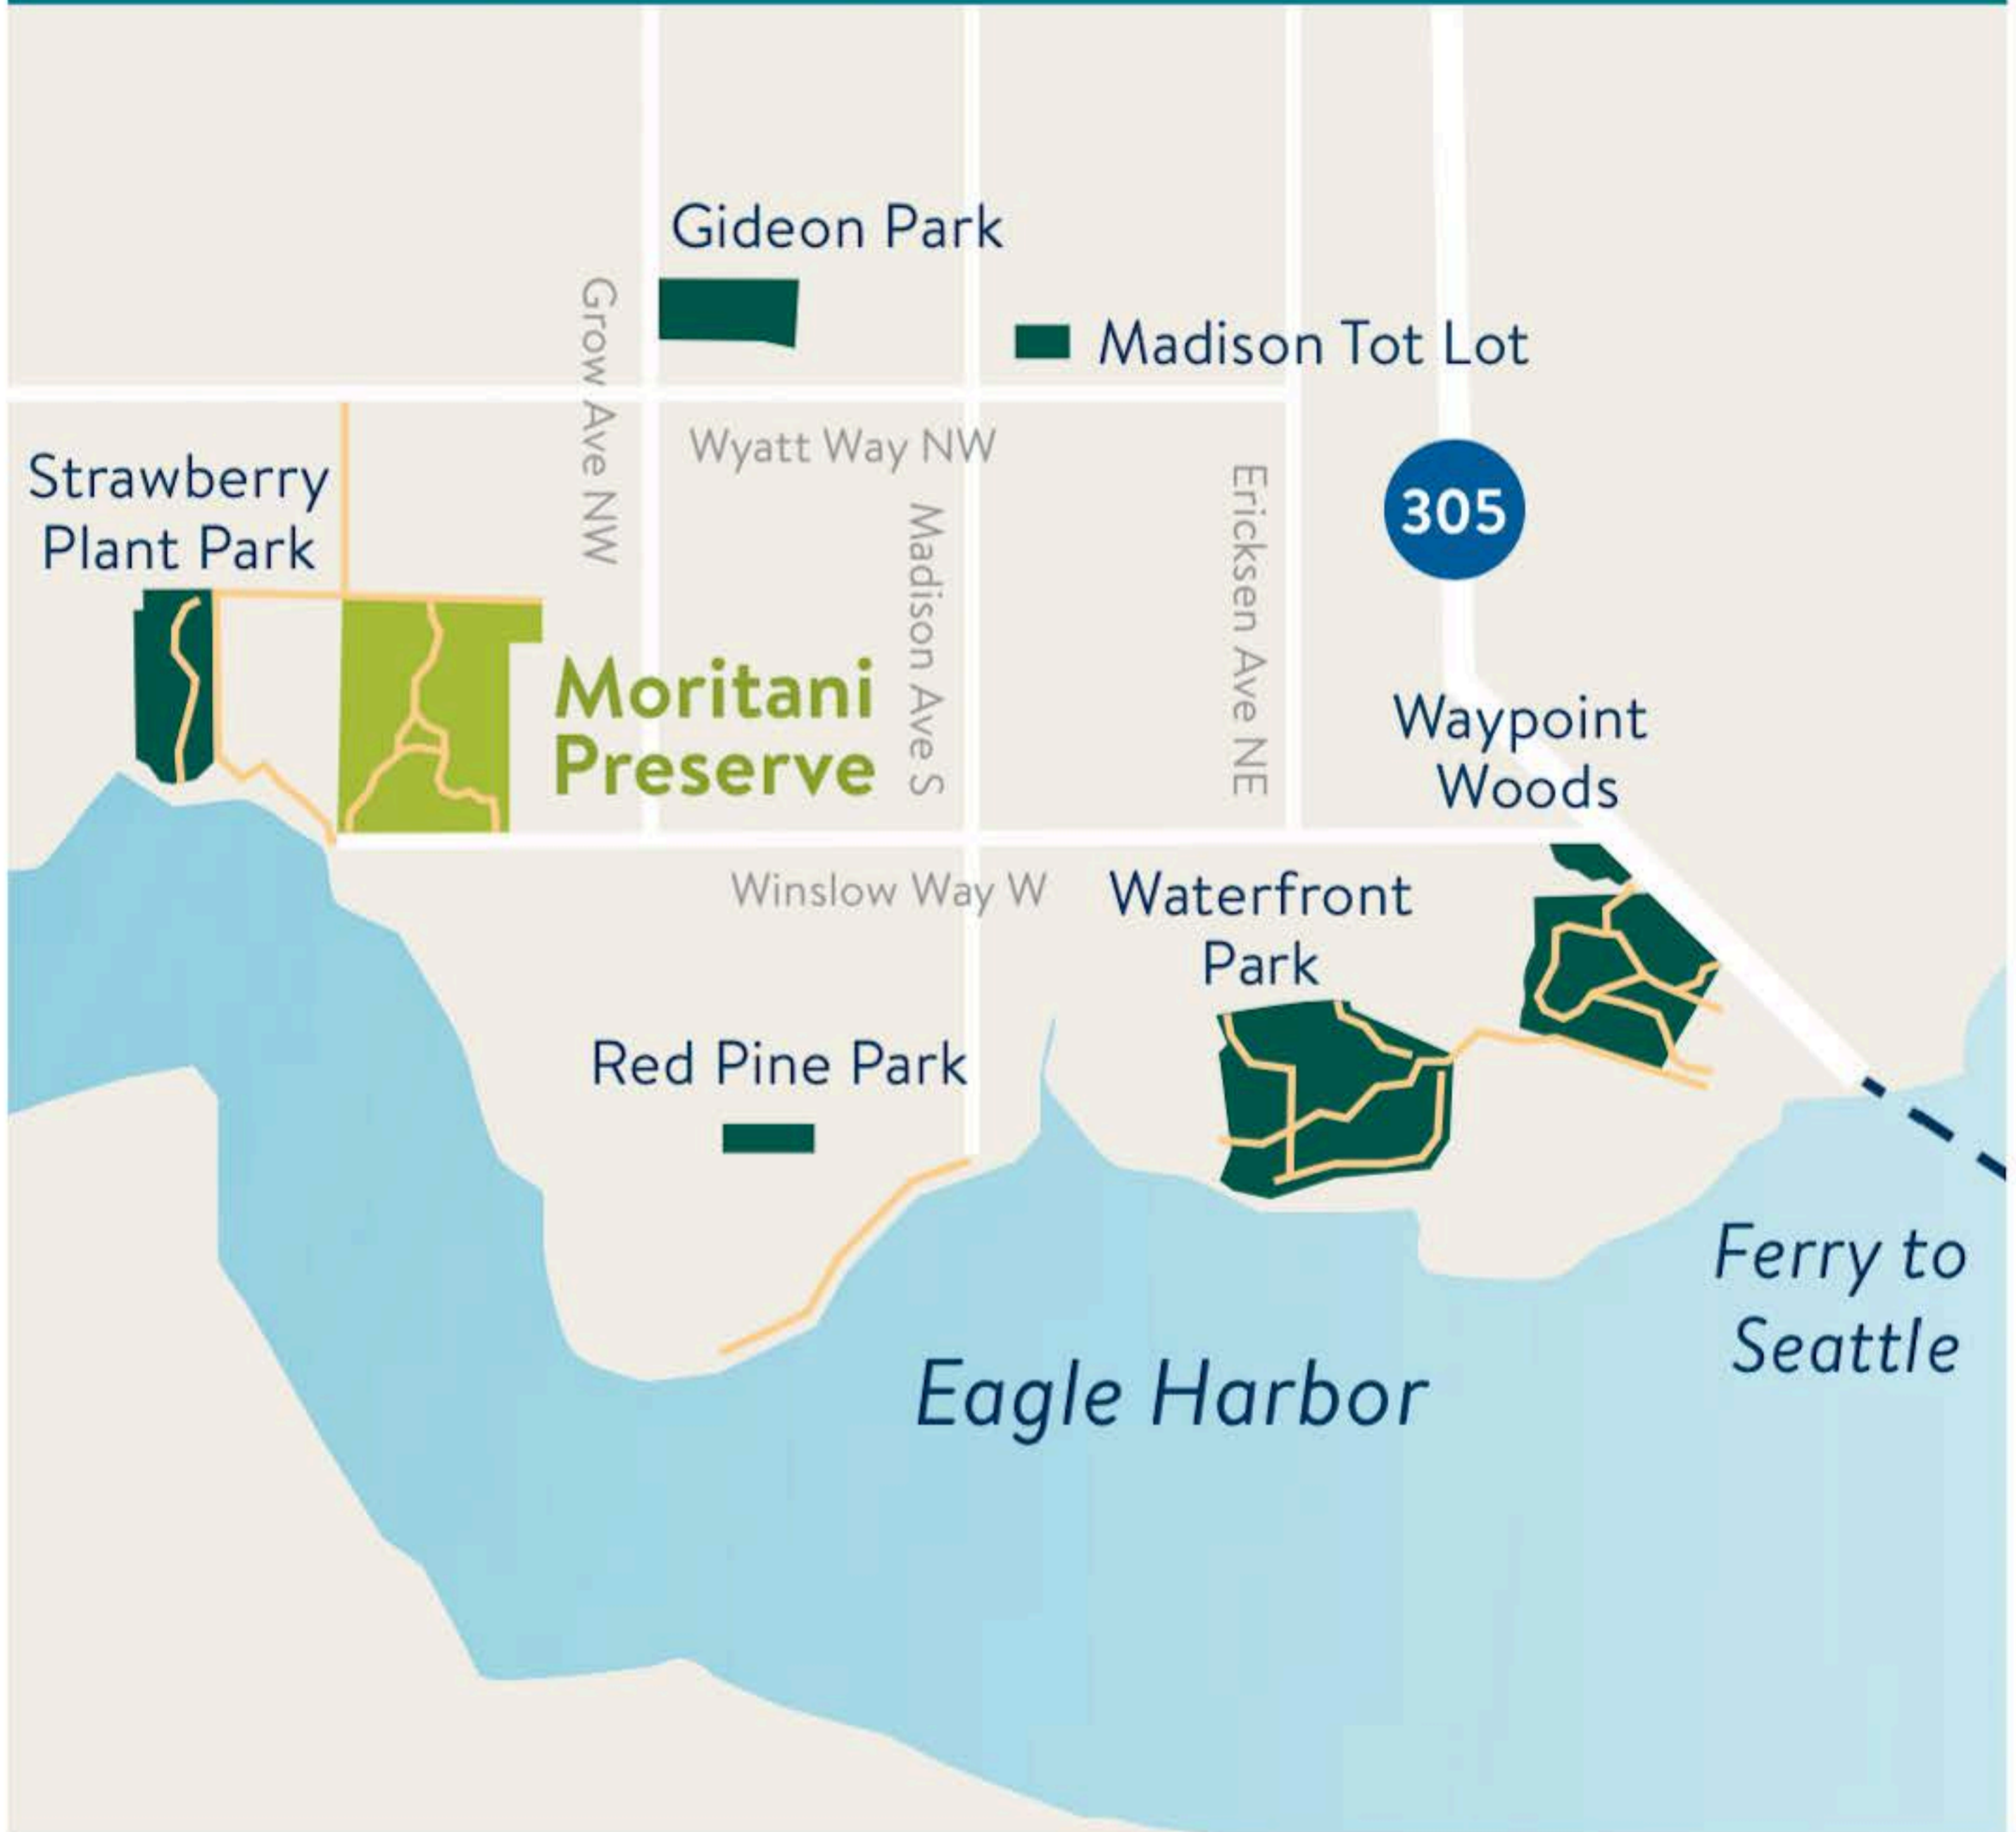 Gideon Park
Madison Tot Lot
Grow Ave NW
Wyatt Way NW
Strawberry
Plant Park
305
Madison Ave S
Ericksen Ave NE
Moritani
Preserve
Waypoint
Woods
Winslow Way W
Waterfront
Park
Red Pine Park
Ferry to
Seattle
Eagle Harbor